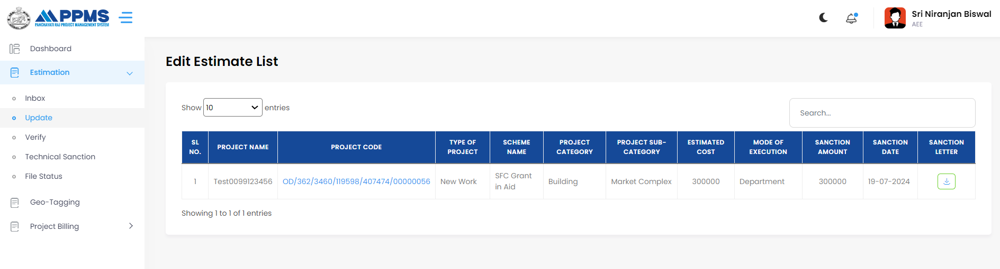 PPMS
PANCHAYATI RAJ PROJECT MANAGEMENT SYSTEM
Sri Niranjan Biswal
AEE
Dashboard
Estimation
Inbox
Update
Verify
Technical Sanction
File Status
Geo-Tagging
Project Billing
Edit Estimate List
Show 10 entries
Search...
SL NO. PROJECT NAME PROJECT CODE TYPE OF PROJECT SCHEME NAME PROJECT CATEGORY PROJECT SUB-CATEGORY ESTIMATED COST MODE OF EXECUTION SANCTION AMOUNT SANCTION DATE SANCTION LETTER
1 Test0099123456 OD/362/3460/119598/407474/00000056 New Work SFC Grant in Aid Building Market Complex 300000 Department 300000 19-07-2024
Showing 1 to 1 of 1 entries